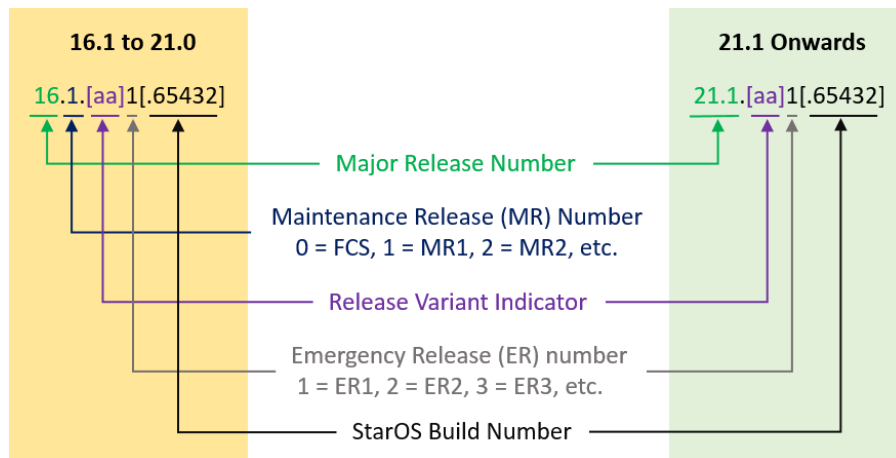 16.1 to 21.0
21.1 Onwards
16.1.[aa]1[.65432]
21.1.[aa]1[.65432]
Major Release Number
Maintenance Release (MR) Number
0 = FCS, 1 = MR1, 2 = MR2, etc.
Release Variant Indicator
Emergency Release (ER) number
1 = ER1, 2 = ER2, 3 = ER3, etc.
StarOS Build Number